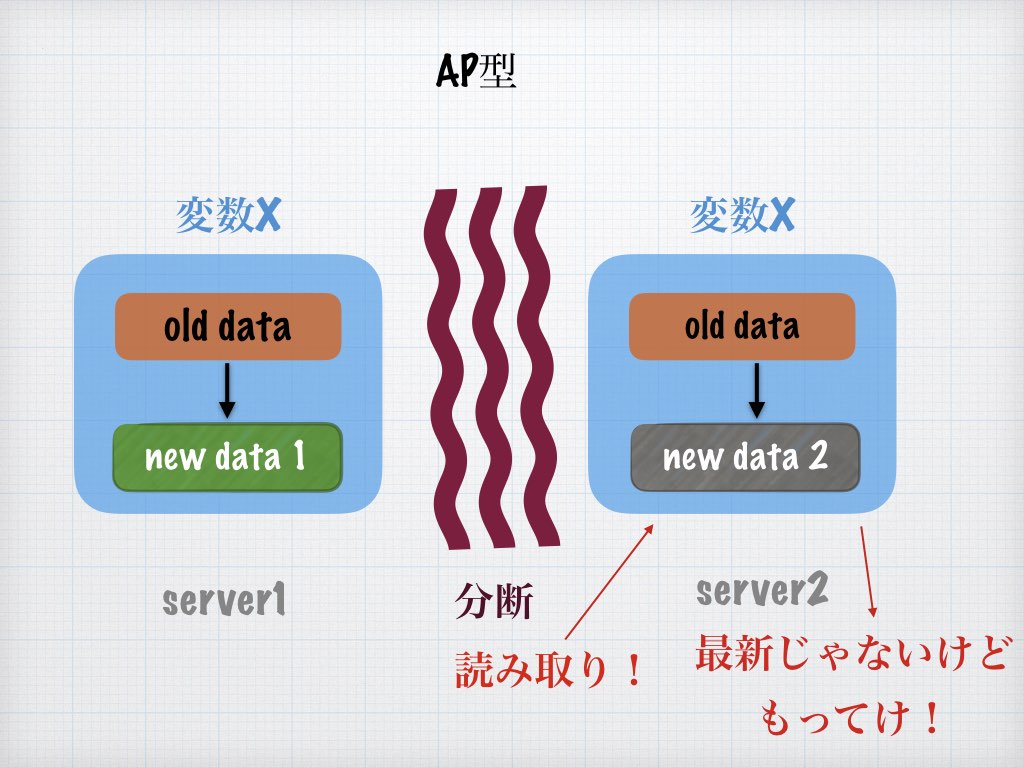 AP型
変数X
変数X
old data
old data
new data 1
new data 2
server1
分断
server2
読み取り！
最新じゃないけど
もってけ！